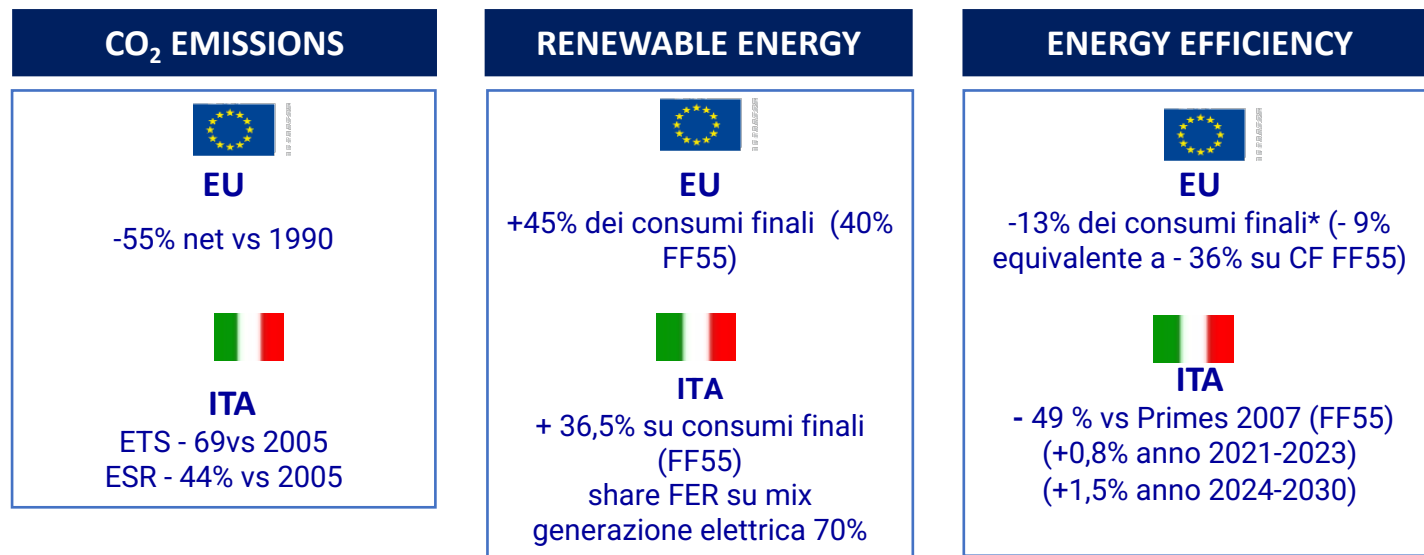 CO₂ EMISSIONS
EU
-55% net vs 1990
ITA
ETS - 69vs 2005
ESR - 44% vs 2005
RENEWABLE ENERGY
EU
+45% dei consumi finali (40%
FF55)
ITA
+ 36,5% su consumi finali
(FF55)
share FER su mix
generazione elettrica 70%
ENERGY EFFICIENCY
EU
-13% dei consumi finali* (- 9%
equivalente a - 36% su CF FF55)
ITA
- 49 % vs Primes 2007 (FF55)
(+0,8% anno 2021-2023)
(+1,5% anno 2024-2030)